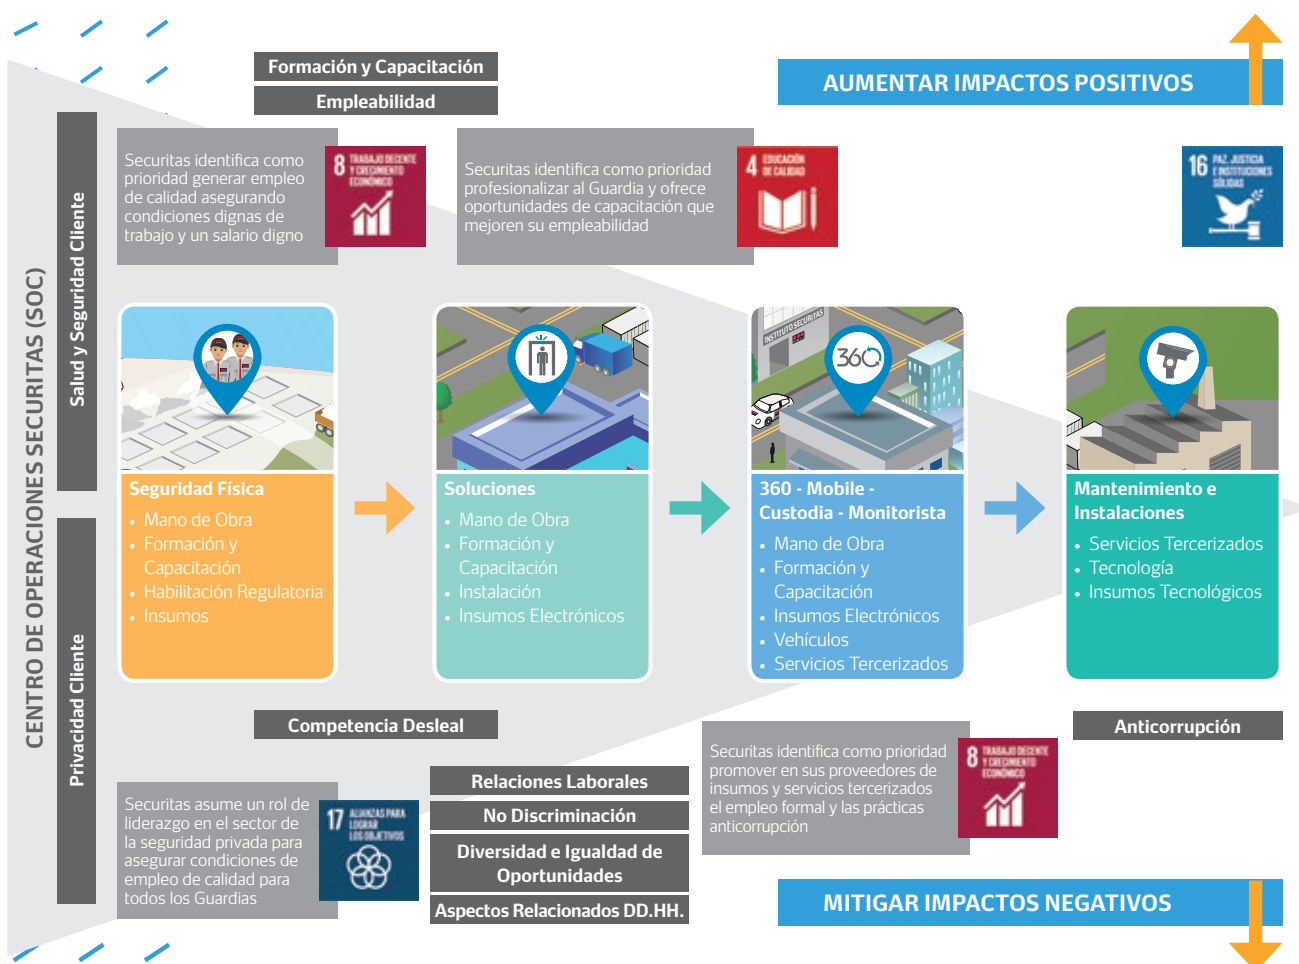 Formación y Capacitación
Empleabilidad
AUMENTAR IMPACTOS POSITIVOS
CENTRO DE OPERACIONES SECURITAS (SOC)
Salud y Seguridad Cliente
Privacidad Cliente
Securitas identifica como
prioridad generar empleo
de calidad asegurando
condiciones dignas de
trabajo y un salario digno
8 TRABAJO DECENTE
Y CRECIMIENTO
ECONÓMICO
Securitas identifica como prioridad
profesionalizar al Guardia y ofrece
oportunidades de capacitación que
mejoren su empleabilidad
4 EDUCACIÓN
DE CALIDAD
16 PAZ, JUSTICIA
E INSTITUCIONES
SÓLIDAS
Seguridad Física
• Mano de Obra
• Formación y
Capacitación
• Habilitación Regulatoria
• Insumos
Soluciones
• Mano de Obra
• Formación y
Capacitación
• Instalación
• Insumos Electrónicos
INSTITUTO SECURITAS
360
360 - Mobile -
Custodia - Monitorista
• Mano de Obra
• Formación y
Capacitación
• Insumos Electrónicos
• Vehículos
• Servicios Tercerizados
Mantenimiento e
Instalaciones
• Servicios Tercerizados
• Tecnología
• Insumos Tecnológicos
Competencia Desleal
Securitas asume un rol de
liderazgo en el sector de
la seguridad privada para
asegurar condiciones de
empleo de calidad para
todos los Guardias
17 ALIANZAS PARA
LOGRAR
LOS OBJETIVOS
Relaciones Laborales
No Discriminación
Diversidad e Igualdad de
Oportunidades
Aspectos Relacionados DD.HH.
Securitas identifica como prioridad
promover en sus proveedores de
insumos y servicios tercerizados
el empleo formal y las prácticas
anticorrupción
8 TRABAJO DECENTE
Y CRECIMIENTO
ECONÓMICO
Anticorrupción
MITIGAR IMPACTOS NEGATIVOS